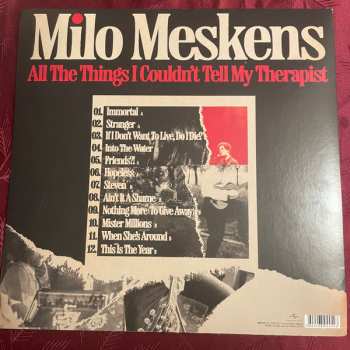 Milo Meskens
All The Things I Couldn't Tell My Therapist
01. Immortal A
02. Stranger A
03. If I Don't Want To Live, Do I Die?
04. Into The Water
05. Friends?!
06. Hopeless
07. Steven
08. Ain't It A Shame
09. Nothing More (To Give Away)
10. Mister Millions B
11. When She's Around B
12. This Is The Year B